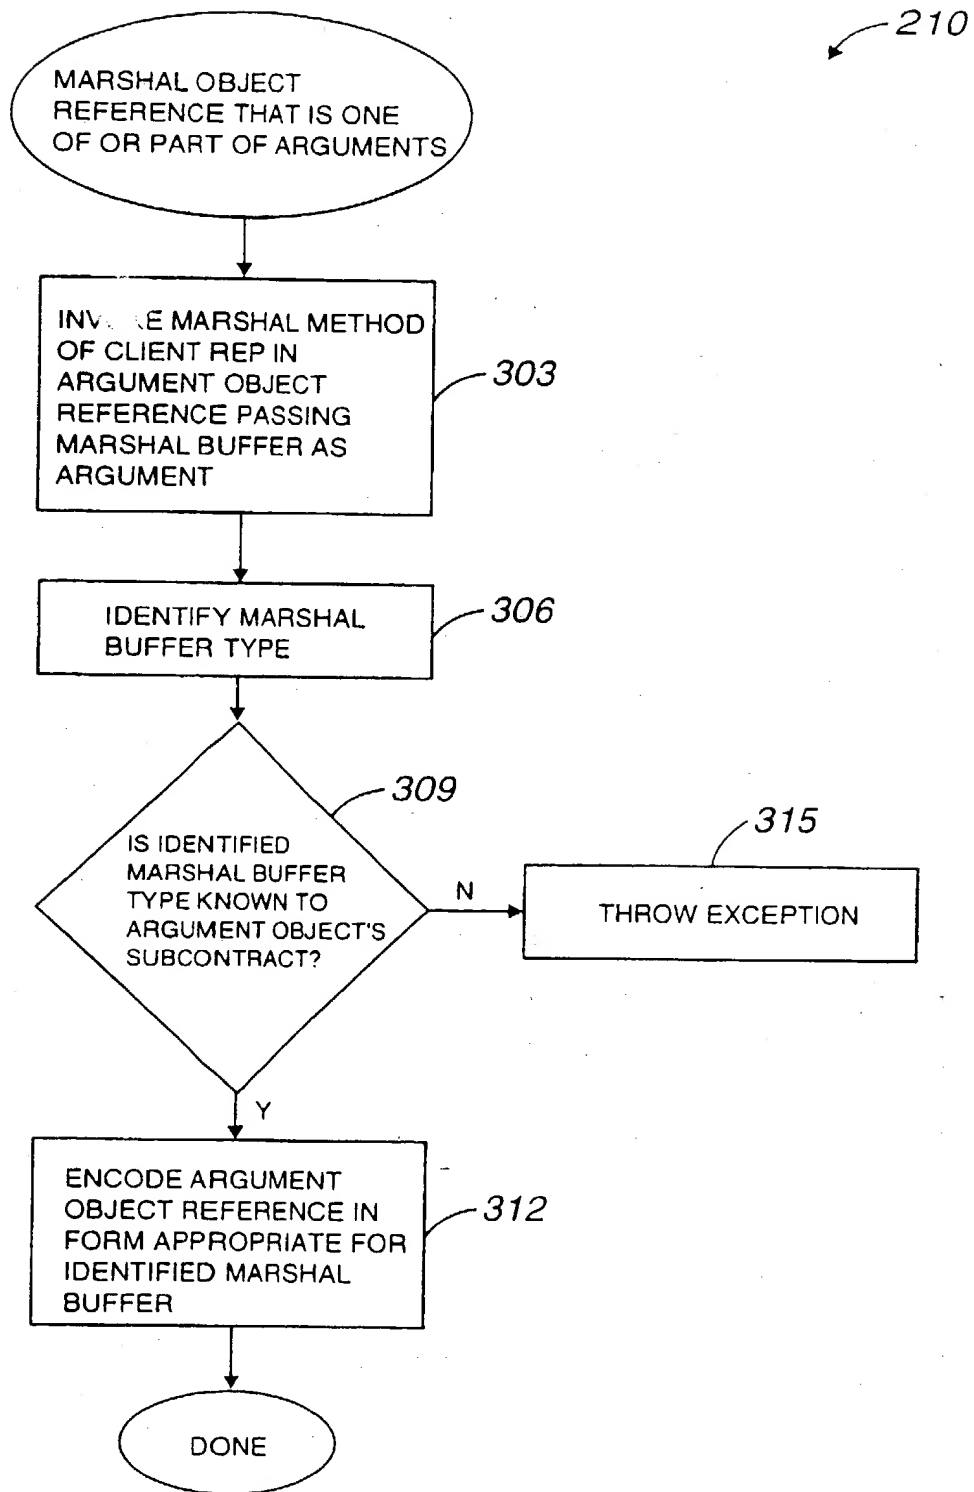 210
MARSHAL OBJECT
REFERENCE THAT IS ONE
OF OR PART OF ARGUMENTS
MARSHAL METHOD
OF CLIENT REP IN
ARGUMENT OBJECT
REFERENCE PASSING
MARSHAL BUFFER AS
ARGUMENT
303
IDENTIFY MARSHAL
BUFFER TYPE
306
309
IS IDENTIFIED
MARSHAL BUFFER
TYPE KNOWN TO
ARGUMENT OBJECT'S
SUBCONTRACT?
N
315
THROW EXCEPTION
Y
ENCODE ARGUMENT
OBJECT REFERENCE IN
FORM APPROPRIATE FOR
IDENTIFIED MARSHAL
BUFFER
312
DONE